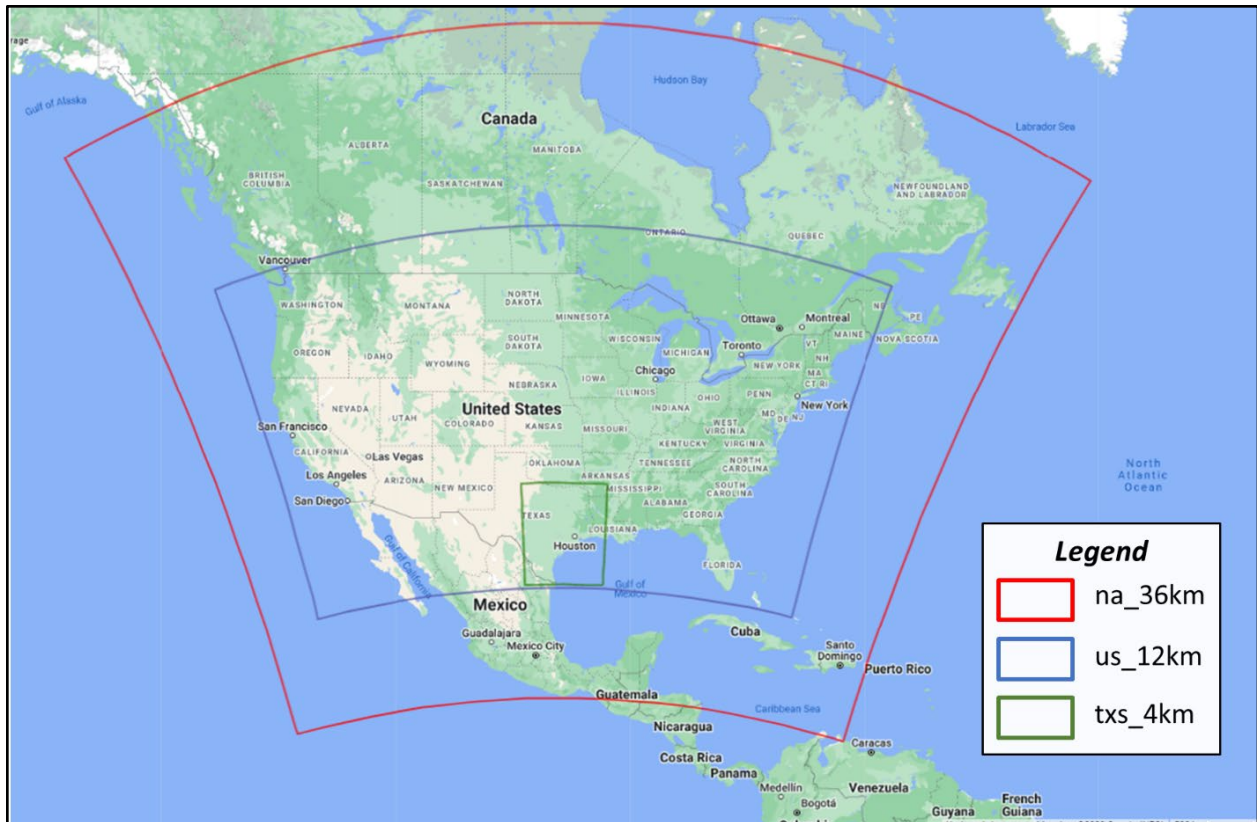 rage
Gulf of Alaska
Hudson Bay
Labrador Sea
Canada
ALBERTA
MANITOBA
BRITISH
COLUMBIA
SASKATCHEWAN
NEWFOUNDLAND
AND LABRADOR
ONTARIO
QUEBEC
Vancouver
WASHINGTON
MONTANA
NORTH
DAKOTA
MINNESOTA
Ottawa
Montreal
NB
PE
MAINE
NOVA SCOTIA
OREGON
IDAHO
SOUTH
DAKOTA
WISCONSIN
MICHIGAN
Toronto
VT
NH
WYOMING
NEW YORK
MA
CT RI
Chicago
NEBRASKA
IOWA
ILLINOIS
INDIANA
OHIO
PENN
New York
NEVADA
UTAH
COLORADO
United States
KANSAS
MISSOURI
WEST
VIRGINIA
MD
DE
NJ
San Francisco
CALIFORNIA
Las Vegas
KENTUCKY
VIRGINIA
Los Angeles
ARIZONA
NEW MEXICO
OKLAHOMA
ARKANSAS
TENNESSEE
NORTH
CAROLINA
San Diego
MISSISSIPPI
ALABAMA
SOUTH
CAROLINA
GEORGIA
TEXAS
LOUISIANA
Houston
Gulf of California
FLORIDA
Gulf of
Mexico
Mexico
North
Atlantic
Ocean
Guadalajara
Mexico City
Cuba
Santo
Domingo
Puerto Rico
Guatemala
Caribbean Sea
Nicaragua
Costa Rica
Panama
Caracas
Medellín
Bogotá
Venezuela
Guyana
French
Guiana
Legend
na_36km
us_12km
txs_4km